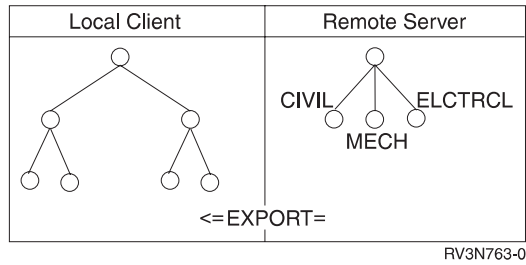 Local Client
Remote Server
CIVIL
ELCTRCL
MECH
<=EXPORT=
RV3N763-0